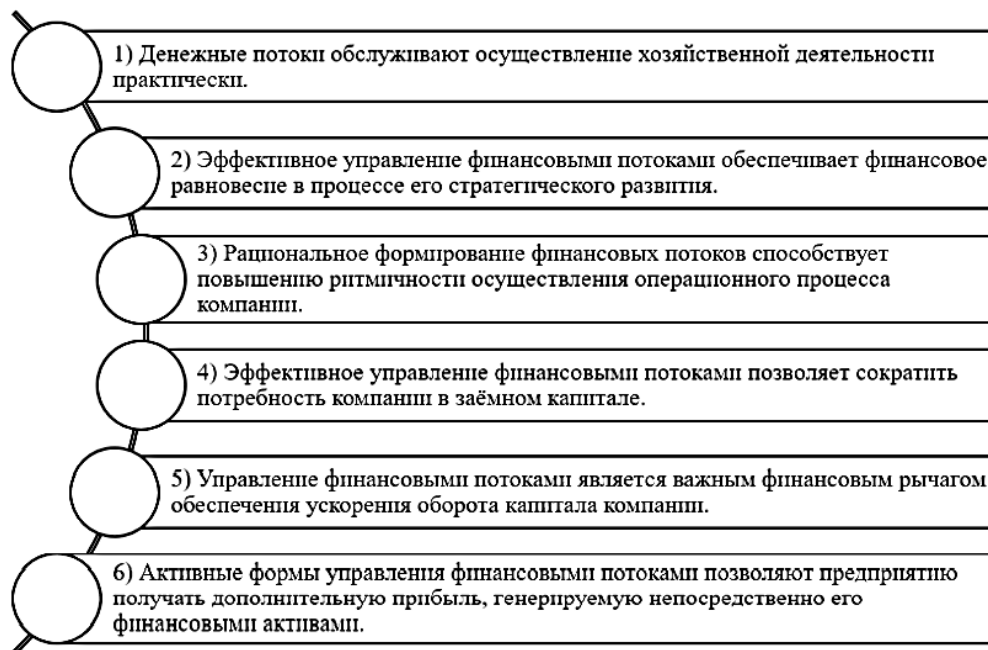 1) Денежные потоки обслуживают осуществление хозяйственной деятельности
практически.
2) Эффективное управление финансовыми потоками обеспечивает финансовое
равновесие в процессе его стратегического развития.
3) Рациональное формирование финансовых потоков способствует
повышению ритмичности осуществления операционного процесса
компании.
4) Эффективное управление финансовыми потоками позволяет сократить
потребность компании в заёмном капитале.
5) Управление финансовыми потоками является важным финансовым рычагом
обеспечения ускорения оборота капитала компании.
6) Активные формы управления финансовыми потоками позволяют предприятию
получать дополнительную прибыль, генерируемую непосредственно его
финансовыми активами.